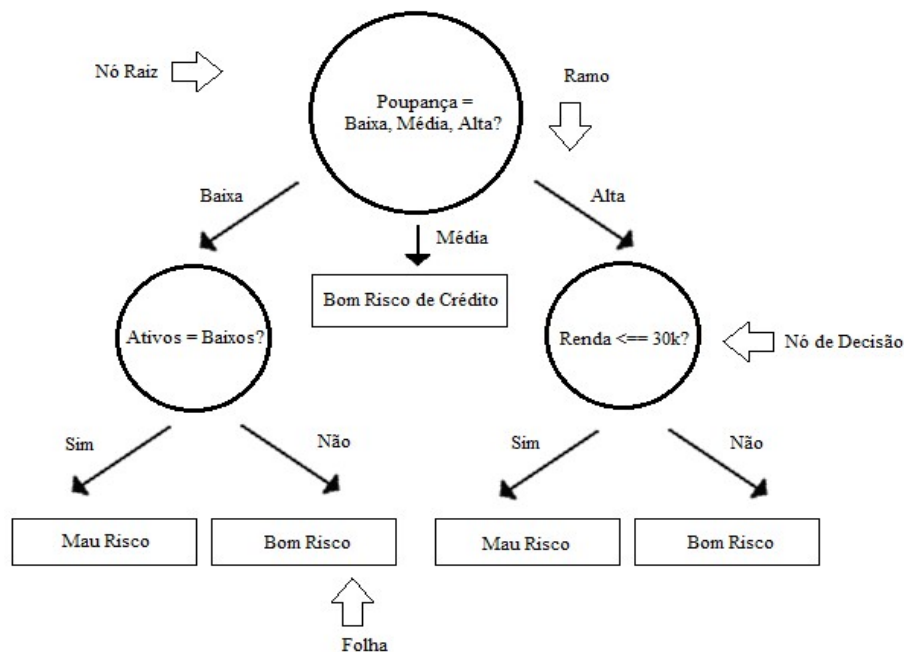 Nó Raiz
Ramo
Poupança =
Baixa, Média, Alta?
Baixa
Alta
Média
Bom Risco de Crédito
Ativos = Baixos?
Renda <== 30k?
Nó de Decisão
Sim
Não
Sim
Não
Mau Risco
Bom Risco
Mau Risco
Bom Risco
Folha